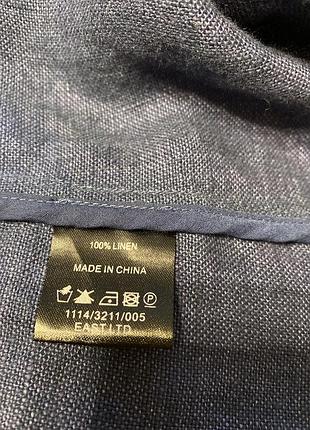 100% LINEN
MADE IN CHINA
P
1114/3211/005
EAST LTD